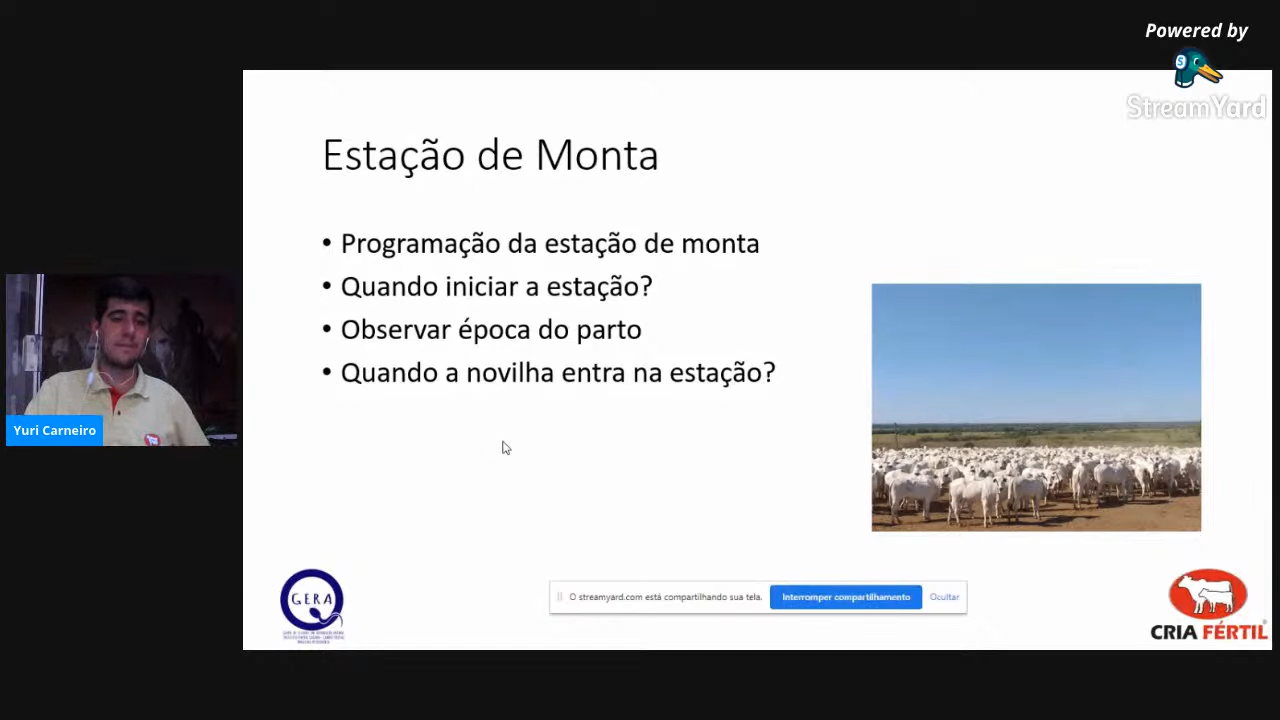 Powered by
StreamYard
Estação de Monta
• Programação da estação de monta
• Quando iniciar a estação?
• Observar época do parto
• Quando a novilha entra na estação?
Yuri Carneiro
GERA
O streamyard.com está compartilhando sua tela.
Interromper compartilhamento
Ocultar
CRIA FÉRTIL